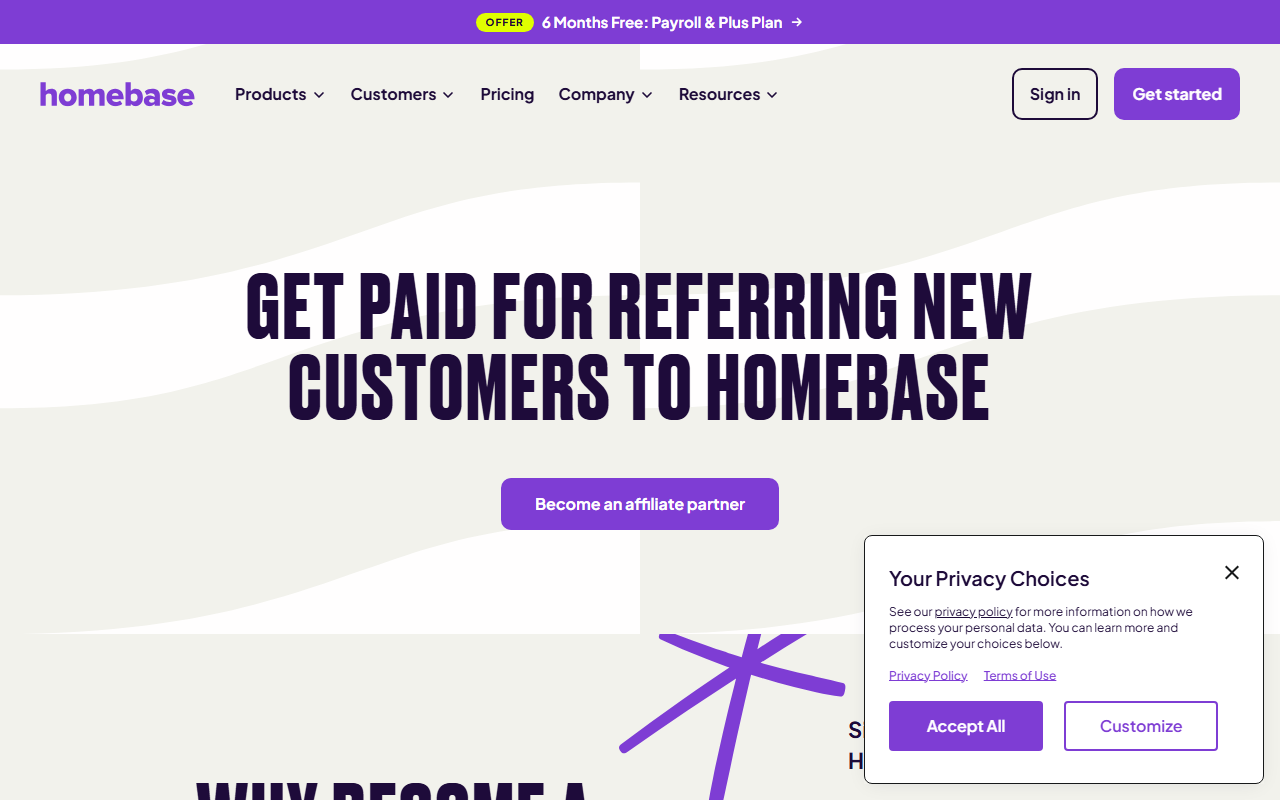 OFFER 6 Months Free: Payroll & Plus Plan →
homebase Products Customers Pricing Company Resources Sign in Get started
GET PAID FOR REFERRING NEW
CUSTOMERS TO HOMEBASE
Become an affiliate partner
Your Privacy Choices
See our privacy policy for more information on how we
process your personal data. You can learn more and
customize your choices below.
Privacy Policy Terms of Use
Accept All Customize
WHY BECOME A